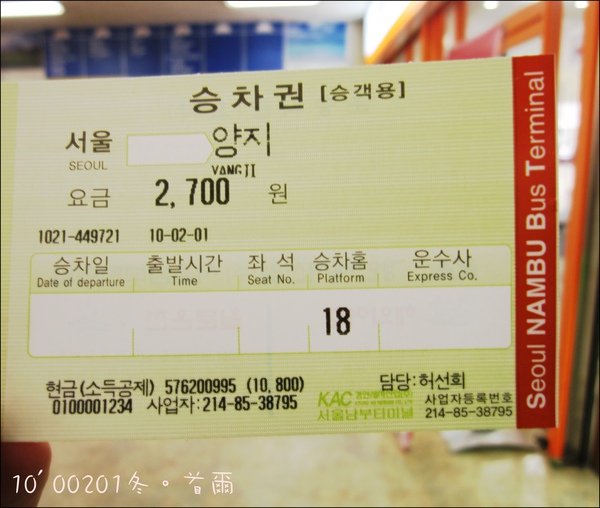 승차권 [승객용]
서울 양지
SEOUL YANGJI
요금 2,700 원
1021-449721 10-02-01
승차일 출발시간 좌석 승차홈 운수사
Date of departure Time Seat No. Platform Express Co.
18
현금(소득공제) 576200995 (10,800) 담당:허선희
0100001234 사업자:214-85-38795
KAC
서울남부터미널
사업자등록번호
214-85-38795
Seoul NAMBU Bus Terminal
10'00201冬。首爾